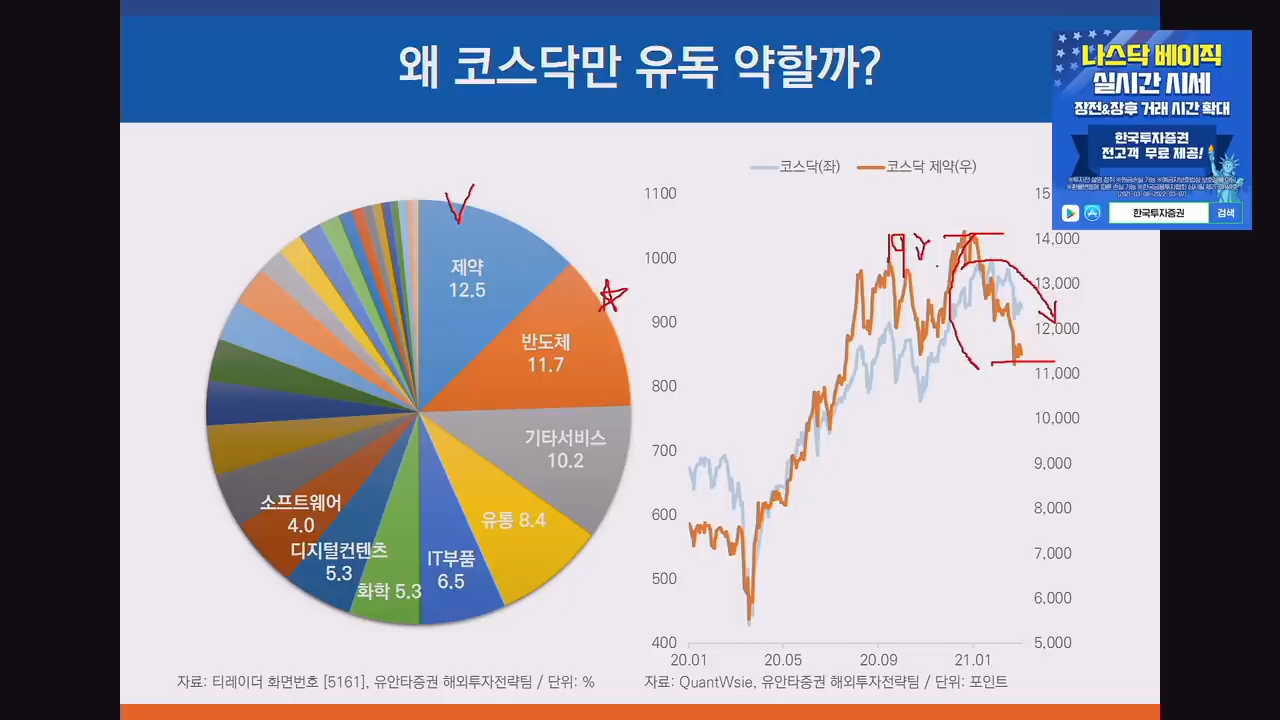 왜 코스닥만 유독 약할까?
나스닥 베이직
실시간 시세
장전&장후 거래 시간 확대
한국투자증권
전고객 무료 제공!
한국투자증권
검색
코스닥(좌)
코스닥 제약(우)
1100
1000
900
800
700
600
500
400
15
14,000
13,000
12,000
11,000
10,000
9,000
8,000
7,000
6,000
5,000
20.01
20.05
20.09
21.01
제약
12.5
반도체
11.7
기타서비스
10.2
유통 8.4
IT부품
6.5
화학 5.3
디지털컨텐츠
5.3
소프트웨어
4.0
자료: 티레이더 화면번호 [5161], 유안타증권 해외투자전략팀 / 단위: %
자료: QuantWsie, 유안타증권 해외투자전략팀 / 단위: 포인트